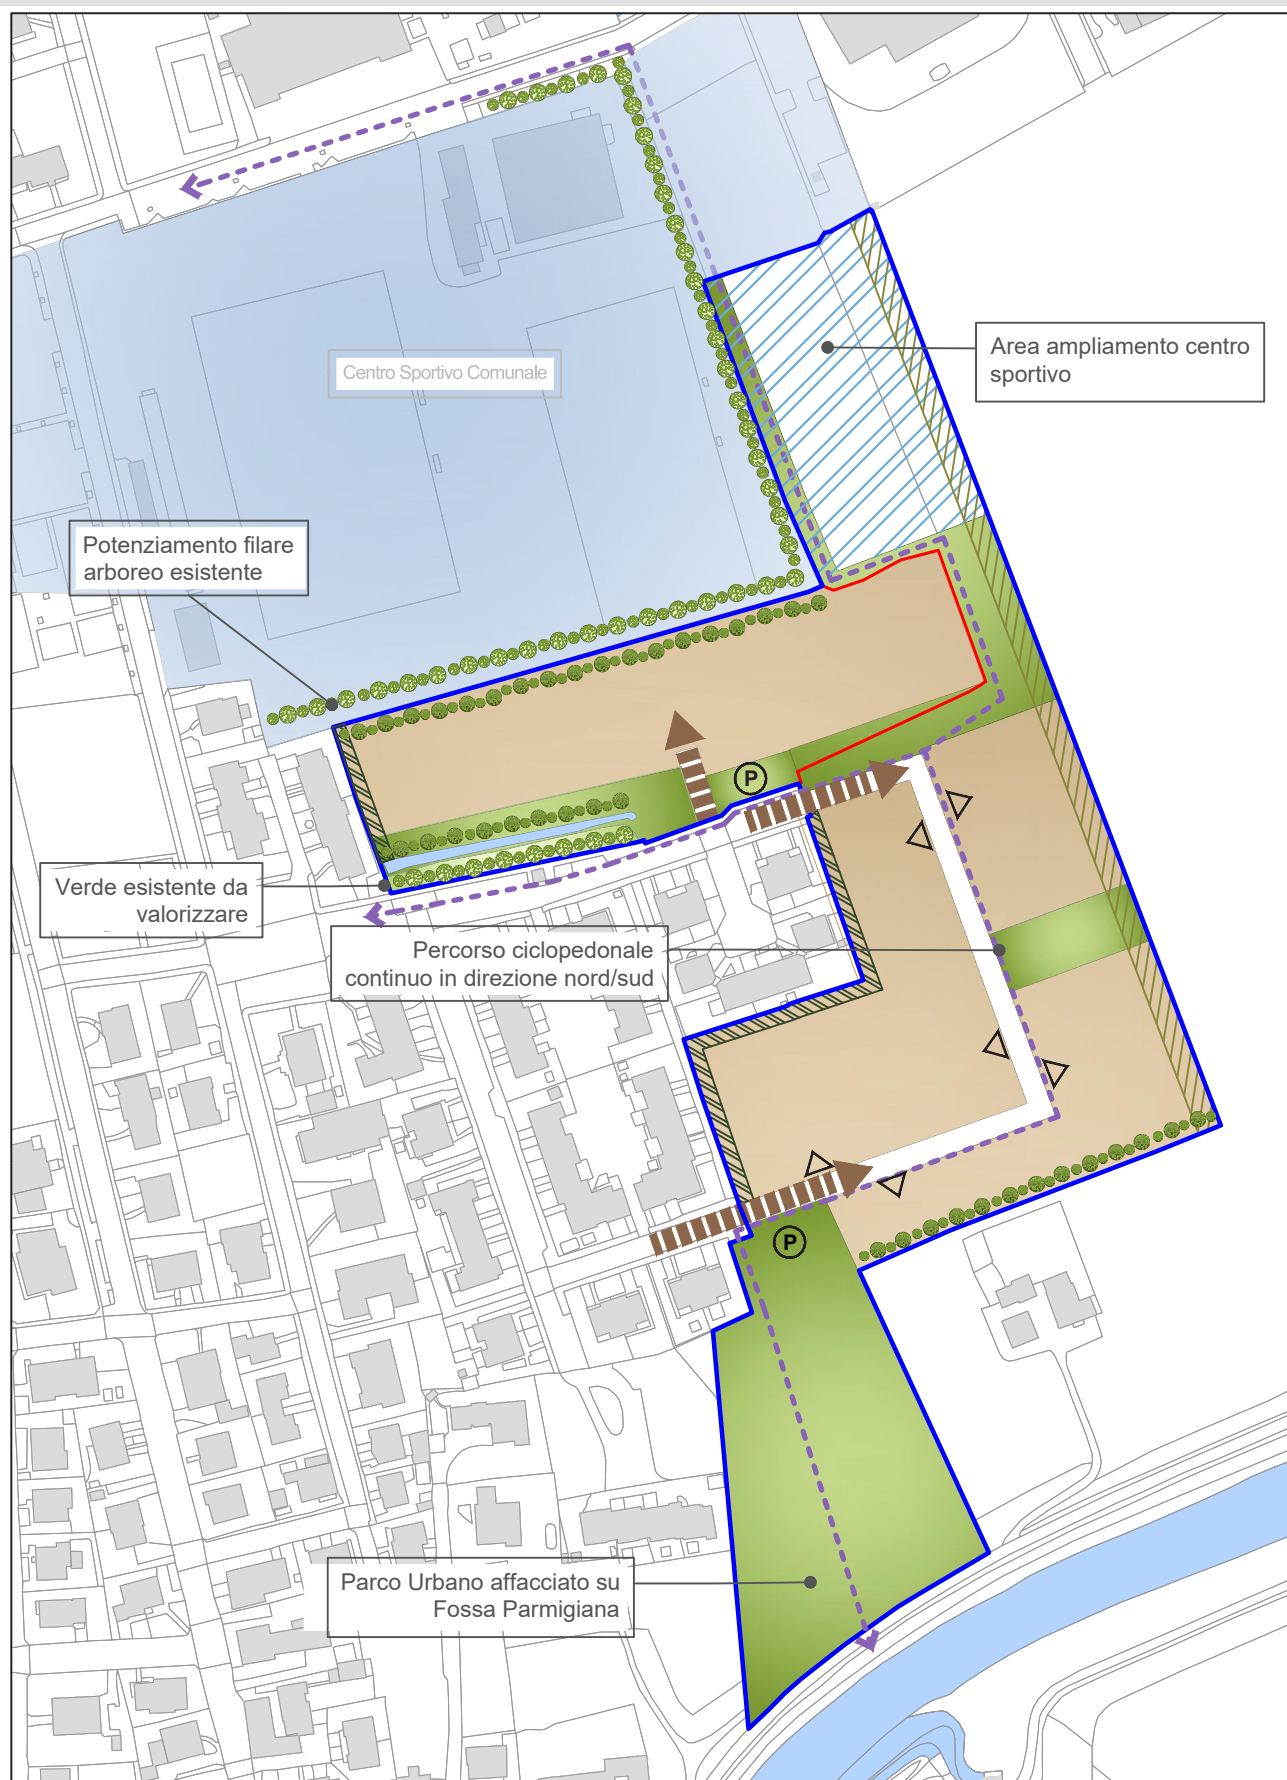 Centro Sportivo Comunale
Area ampliamento centro
sportivo
Potenziamento filare
arboreo esistente
P
Verde esistente da
valorizzare
Percorso ciclopedonale
continuo in direzione nord/sud
P
Parco Urbano affacciato su
Fossa Parmigiana